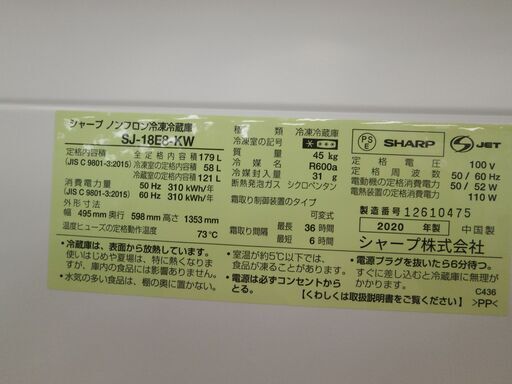 シャープ ノンフロン冷凍冷蔵庫
SJ-18E8-KW
定格内容積 全定格内容積 179 L
(JIS C 9801-3:2015) 冷凍室の定格内容積 58 L
冷蔵室の定格内容積 121 L
消費電力量 50 Hz 310 kWh/年
(JIS C 9801-3:2015) 60 Hz 310 kWh/年
外形寸法
幅 495mm 奥行 598 mm 高さ 1353 mm
温度ヒューズの定格動作温度 73℃
種類 冷凍冷蔵庫
冷凍室の記号 * ***
質量 45 kg
冷媒名 R600a
冷媒封入量 31 g
断熱発泡ガス シクロペンタン
霜取り制御装置のタイプ
可変式
霜取り間隔 最長 36 時間
最短 6 時間
PS
E
SHARP
S JET
定格電圧 100 V
定格周波数 50 / 60 Hz
電動機の定格消費電力 50 / 52 W
電熱装置の定格消費電力 110 W
製造番号 12610475
2020 年製 中国製
シャープ株式会社
• 冷蔵庫は、表面から放熱しています。
使いはじめや夏場は、特に熱くなりま
すが、庫内の食品には影響ありません。
• 水気の多い食品は、棚の奥に置かない。
• 室温が約5℃以下では、
食品が凍ることがあります。
• 電源は必ずコンセントから
とる。
• 電源プラグを抜いたら6分待つ。
すぐに差し込むと冷蔵庫に無理が
かかります。
C436
【くわしくは取扱説明書をご覧ください】 >PP<